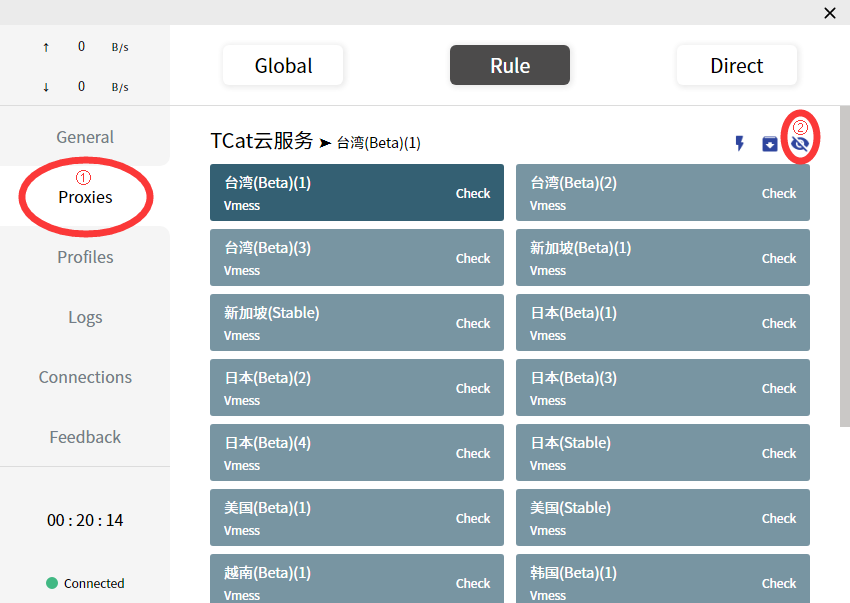 ↑ 0 B/s
↓ 0 B/s
Global Rule Direct
General
①
Proxies
Profiles
Logs
Connections
Feedback
00 : 20 : 14
Connected
TCat云服务 ➤ 台湾(Beta)(1)
②
台湾(Beta)(1)
Vmess
Check
台湾(Beta)(2)
Vmess
Check
台湾(Beta)(3)
Vmess
Check
新加坡(Beta)(1)
Vmess
Check
新加坡(Stable)
Vmess
Check
日本(Beta)(1)
Vmess
Check
日本(Beta)(2)
Vmess
Check
日本(Beta)(3)
Vmess
Check
日本(Beta)(4)
Vmess
Check
日本(Stable)
Vmess
Check
美国(Beta)(1)
Vmess
Check
美国(Stable)
Vmess
Check
越南(Beta)(1)
Vmess
Check
韩国(Beta)(1)
Vmess
Check